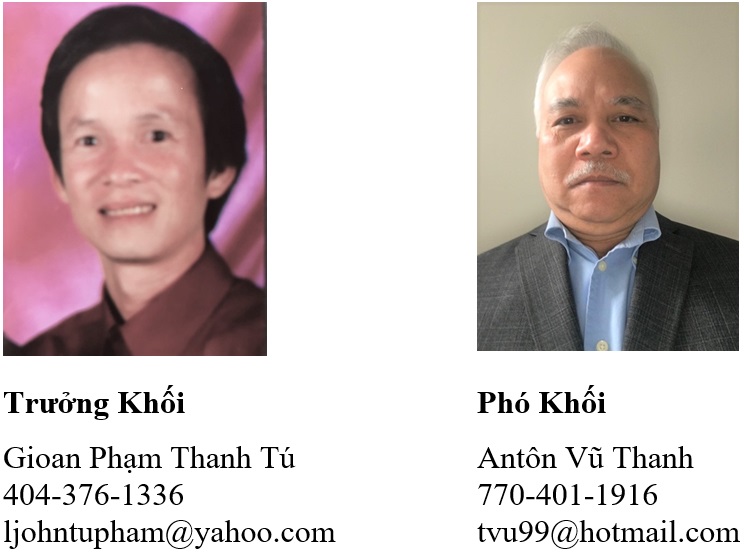 Trưởng Khối
Gioan Phạm Thanh Tú
404-376-1336
ljohntupham@yahoo.com
Phó Khối
Antôn Vũ Thanh
770-401-1916
tvu99@hotmail.com